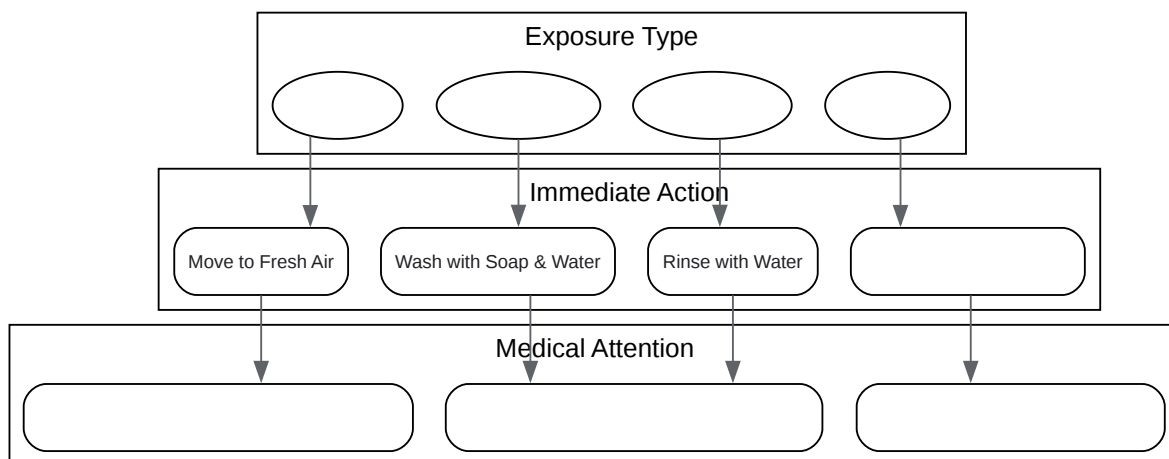 Exposure Type
Immediate Action
Move to Fresh Air
Wash with Soap & Water
Rinse with Water
Medical Attention